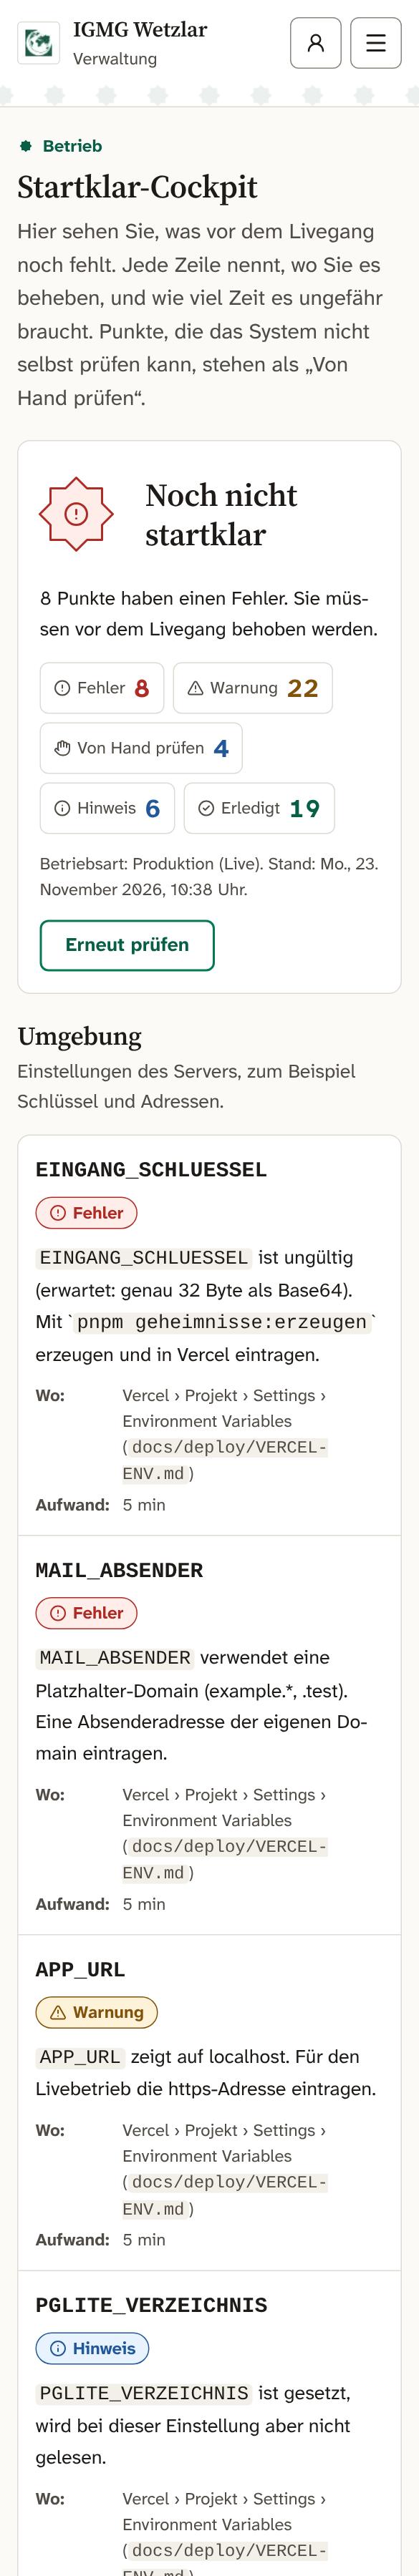 IGMG Wetzlar
Verwaltung
Betrieb
Startklar-Cockpit
Hier sehen Sie, was vor dem Livegang
noch fehlt. Jede Zeile nennt, wo Sie es
beheben, und wie viel Zeit es ungefähr
braucht. Punkte, die das System nicht
selbst prüfen kann, stehen als „Von
Hand prüfen“.
Noch nicht
startklar
8 Punkte haben einen Fehler. Sie müs-
sen vor dem Livegang behoben werden.
Fehler 8
Warnung 22
Von Hand prüfen 4
Hinweis 6
Erledigt 19
Betriebsart: Produktion (Live). Stand: Mo., 23.
November 2026, 10:38 Uhr.
Erneut prüfen
Umgebung
Einstellungen des Servers, zum Beispiel
Schlüssel und Adressen.
EINGANG_SCHLUESSEL
Fehler
EINGANG_SCHLUESSEL ist ungültig
(erwartet: genau 32 Byte als Base64).
Mit `pnpm geheimnisse:erzeugen`
erzeugen und in Vercel eintragen.
Wo: Vercel › Projekt › Settings ›
Environment Variables
(docs/deploy/VERCEL-
ENV.md)
Aufwand: 5 min
MAIL_ABSENDER
Fehler
MAIL_ABSENDER verwendet eine
Platzhalter-Domain (example.*, .test).
Eine Absenderadresse der eigenen Do-
main eintragen.
Wo: Vercel › Projekt › Settings ›
Environment Variables
(docs/deploy/VERCEL-
ENV.md)
Aufwand: 5 min
APP_URL
Warnung
APP_URL zeigt auf localhost. Für den
Livebetrieb die https-Adresse eintragen.
Wo: Vercel › Projekt › Settings ›
Environment Variables
(docs/deploy/VERCEL-
ENV.md)
Aufwand: 5 min
PGLITE_VERZEICHNIS
Hinweis
PGLITE_VERZEICHNIS ist gesetzt,
wird bei dieser Einstellung aber nicht
gelesen.
Wo: Vercel › Projekt › Settings ›
Environment Variables
(docs/deploy/VERCEL-
ENV.md)